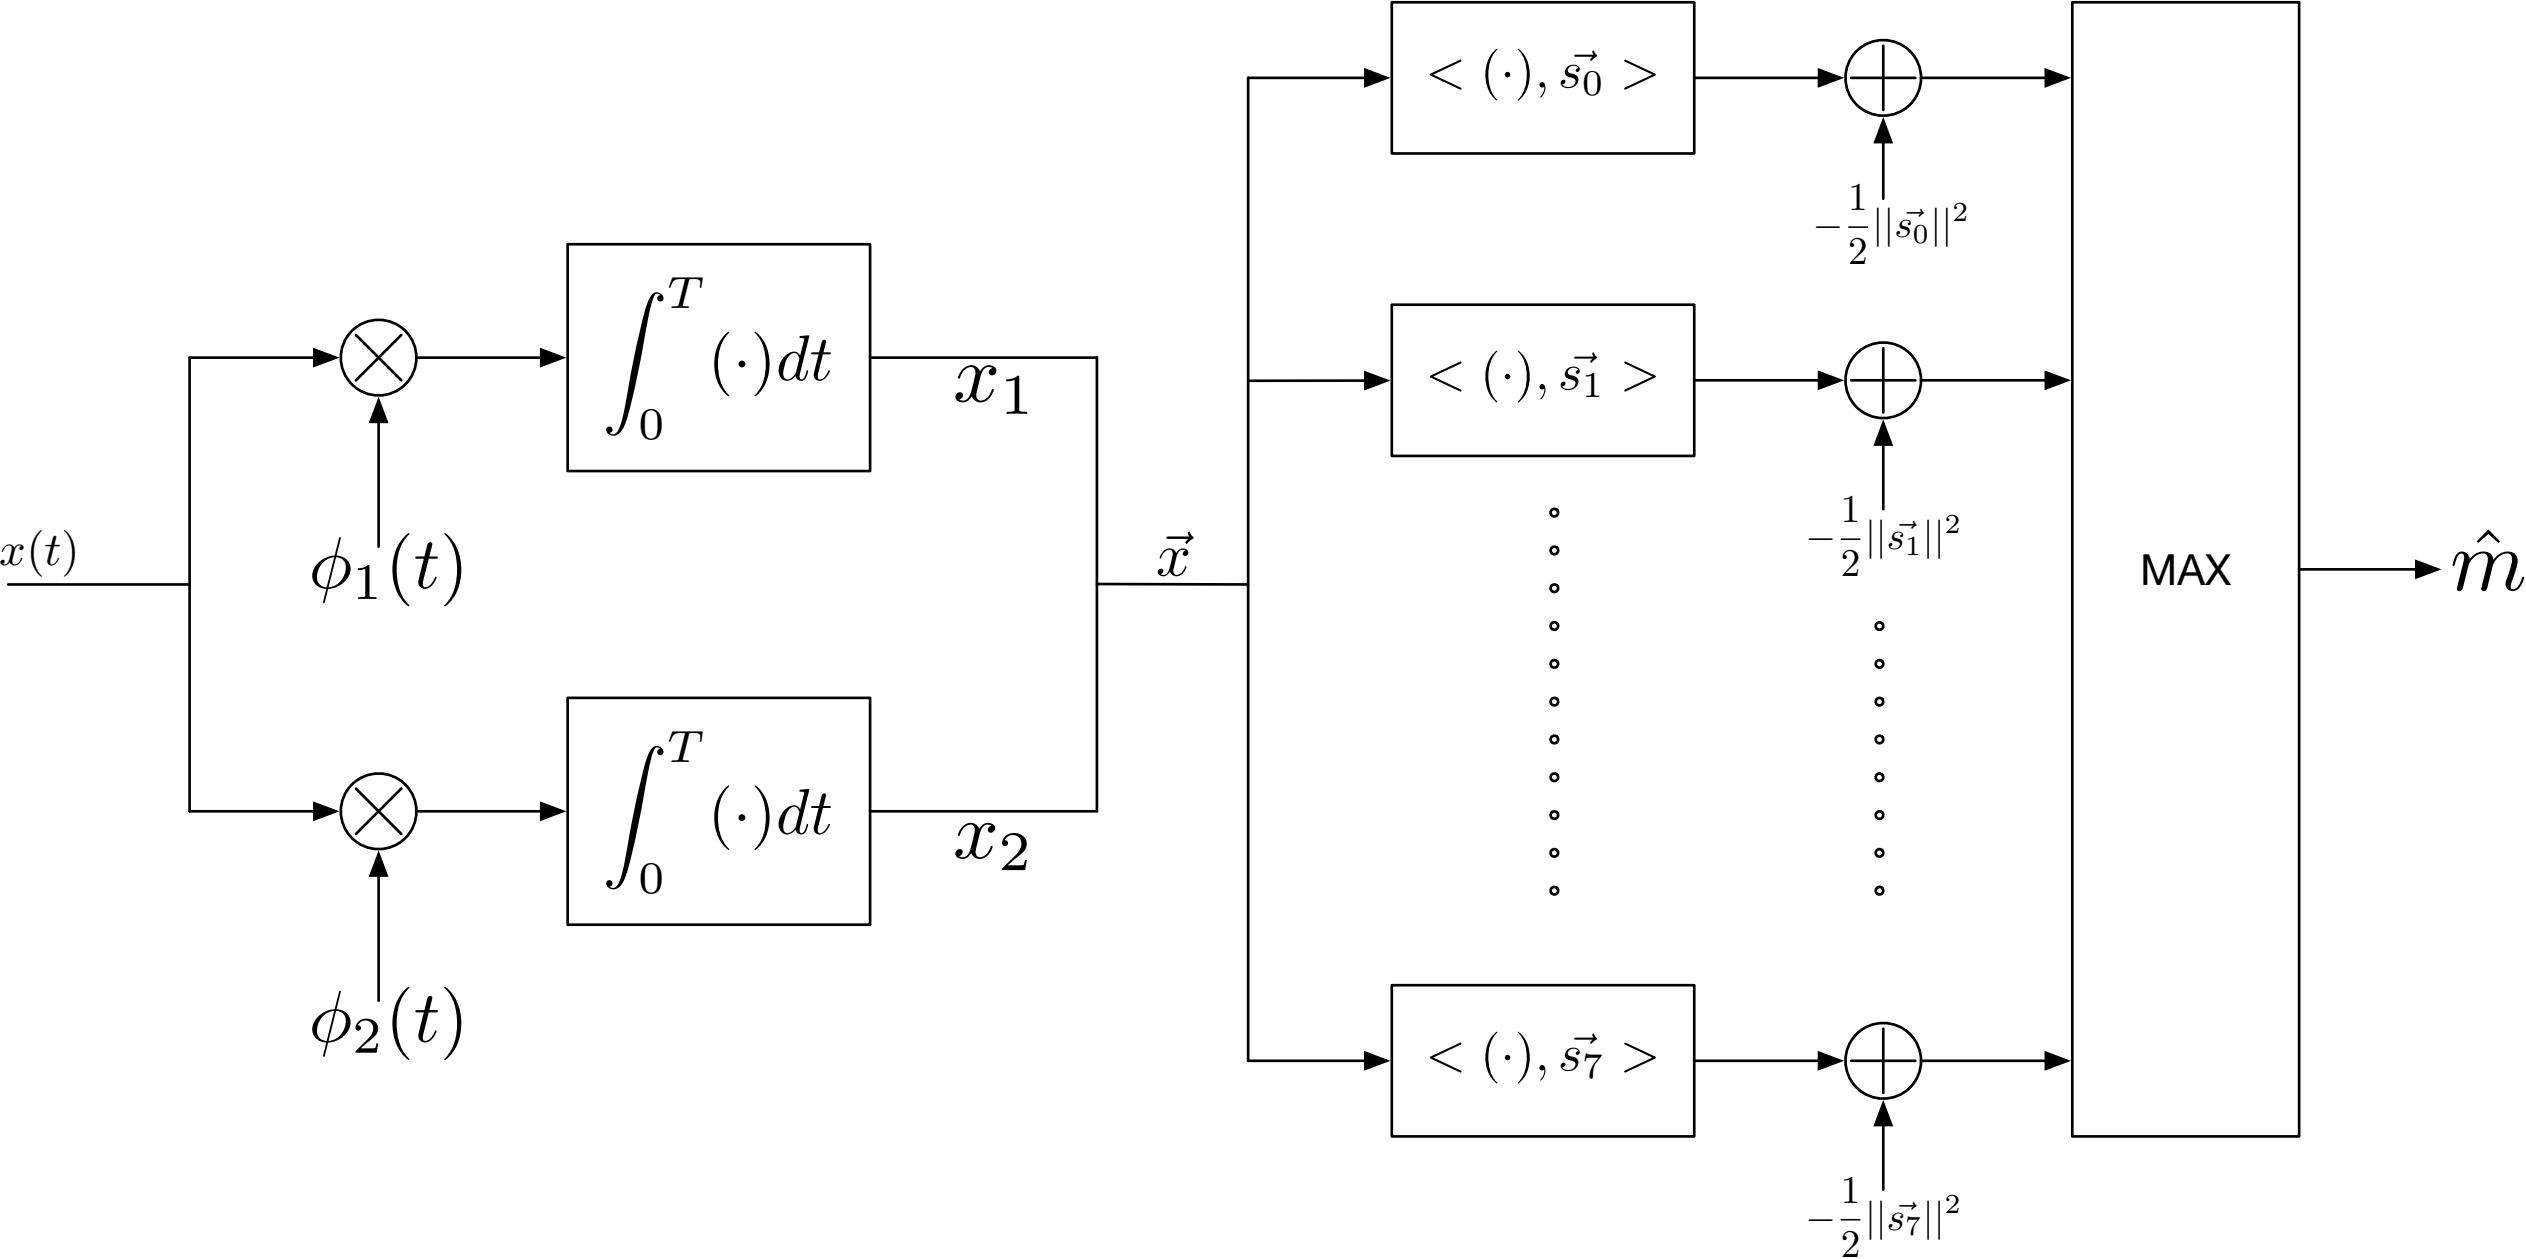 x(t)
ϕ₁(t)
∫₀ᵀ (·)dt
x₁
ϕ₂(t)
∫₀ᵀ (·)dt
x₂
x⃗
< (·), s⃗₀ >
−½||s⃗₀||²
< (·), s⃗₁ >
−½||s⃗₁||²
< (·), s⃗₇ >
−½||s⃗₇||²
MAX
m̂